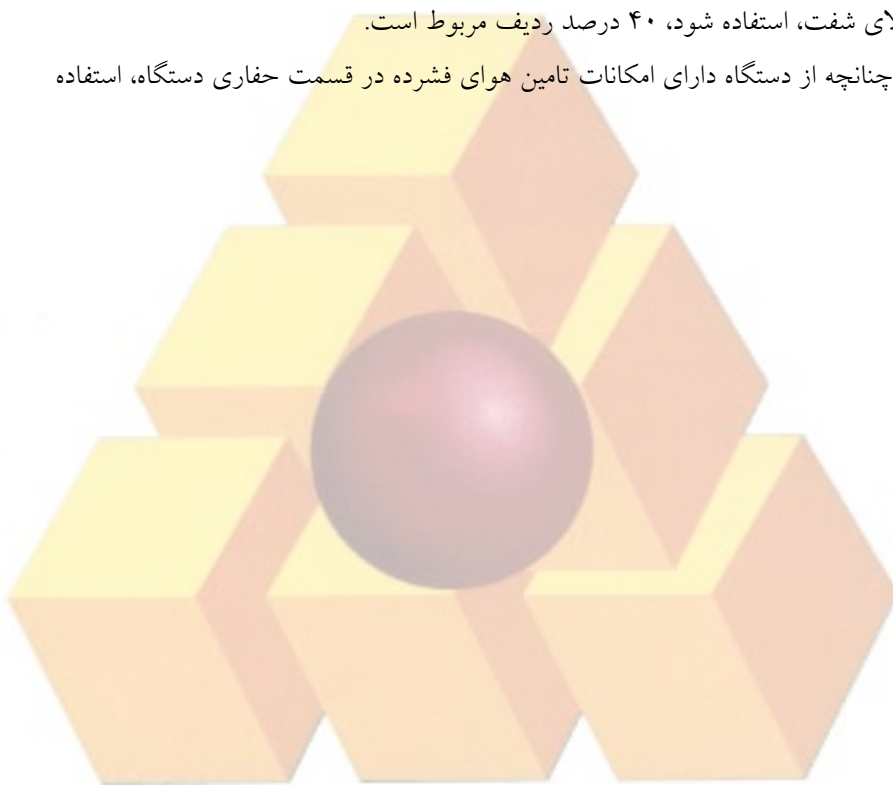 شفت، استفاده شود، ۴۰ درصد ردیف مربوط است.
چنانچه از دستگاه دارای امکانات تامین هوای فشرده در قسمت حفاری دستگاه، استفاده